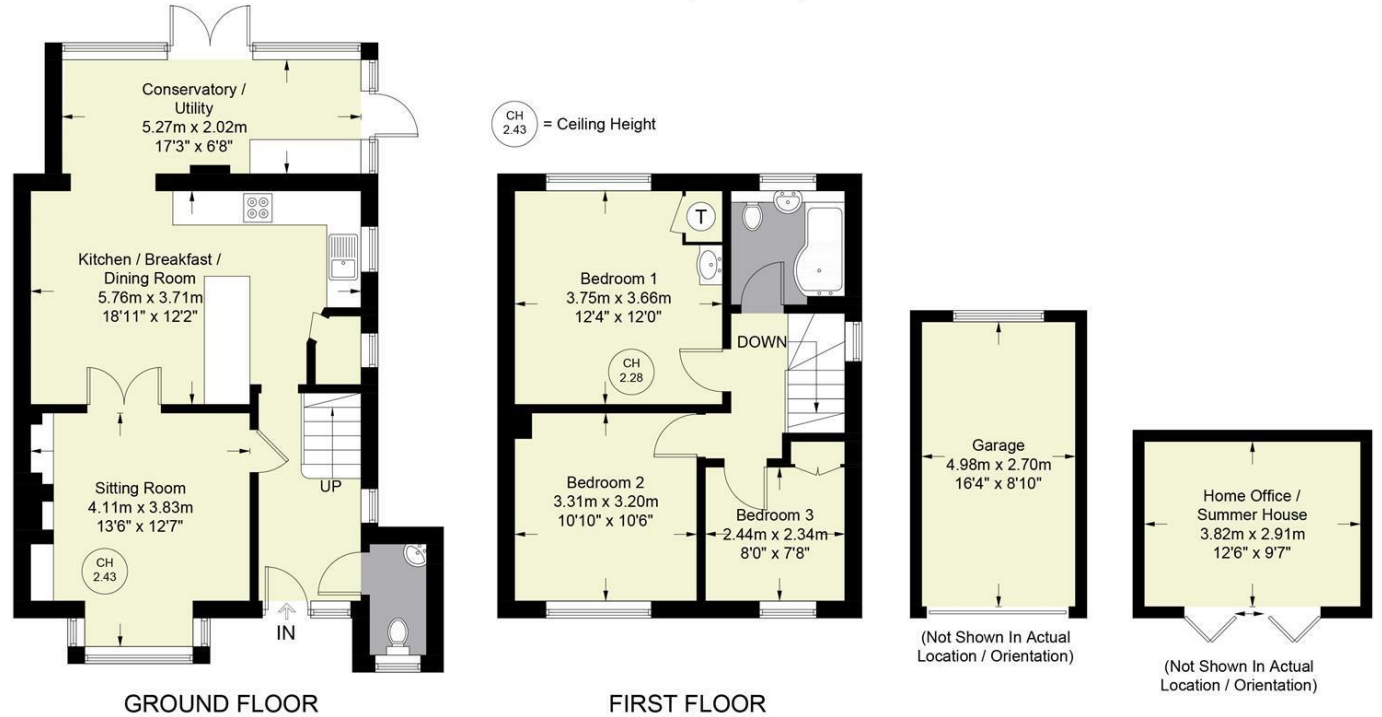 Conservatory /
Utility
5.27m x 2.02m
17'3" x 6'8"
Kitchen / Breakfast /
Dining Room
5.76m x 3.71m
18'11" x 12'2"
Sitting Room
4.11m x 3.83m
13'6" x 12'7"
CH
2.43
UP
IN
GROUND FLOOR
CH
2.43
= Ceiling Height
T
Bedroom 1
3.75m x 3.66m
12'4" x 12'0"
CH
2.28
DOWN
Bedroom 2
3.31m x 3.20m
10'10" x 10'6"
Bedroom 3
2.44m x 2.34m
8'0" x 7'8"
FIRST FLOOR
Garage
4.98m x 2.70m
16'4" x 8'10"
(Not Shown In Actual
Location / Orientation)
Home Office /
Summer House
3.82m x 2.91m
12'6" x 9'7"
(Not Shown In Actual
Location / Orientation)